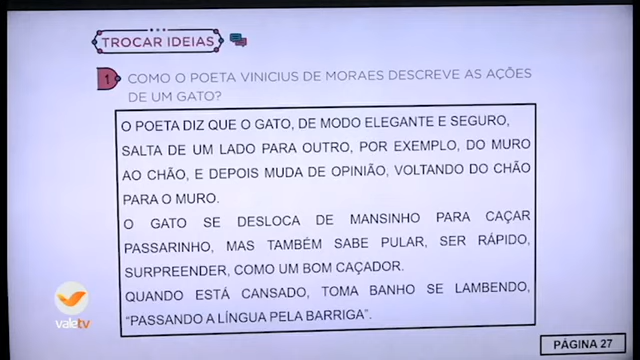 TROCAR IDEIAS
1 COMO O POETA VINICIUS DE MORAES DESCREVE AS AÇÕES
DE UM GATO?
O POETA DIZ QUE O GATO, DE MODO ELEGANTE E SEGURO,
SALTA DE UM LADO PARA OUTRO, POR EXEMPLO, DO MURO
AO CHÃO, E DEPOIS MUDA DE OPINIÃO, VOLTANDO DO CHÃO
PARA O MURO.
O GATO SE DESLOCA DE MANSINHO PARA CAÇAR
PASSARINHO, MAS TAMBÉM SABE PULAR, SER RÁPIDO,
SURPREENDER, COMO UM BOM CAÇADOR.
QUANDO ESTÁ CANSADO, TOMA BANHO SE LAMBENDO,
“PASSANDO A LÍNGUA PELA BARRIGA”.
valetv
PÁGINA 27